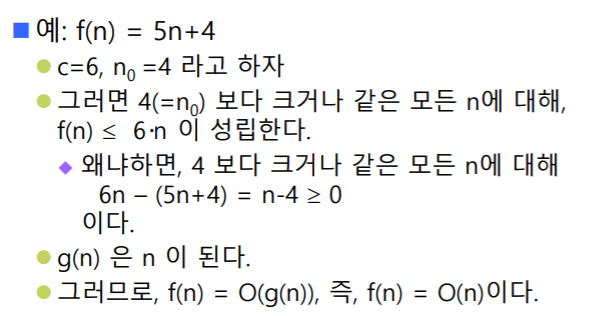 예: f(n) = 5n+4
c=6, n₀ =4 라고 하자
그러면 4(=n₀) 보다 크거나 같은 모든 n에 대해,
f(n) ≤ 6·n 이 성립한다.
왜냐하면, 4 보다 크거나 같은 모든 n에 대해
6n – (5n+4) = n-4 ≥ 0
이다.
g(n) 은 n 이 된다.
그러므로, f(n) = O(g(n)), 즉, f(n) = O(n)이다.